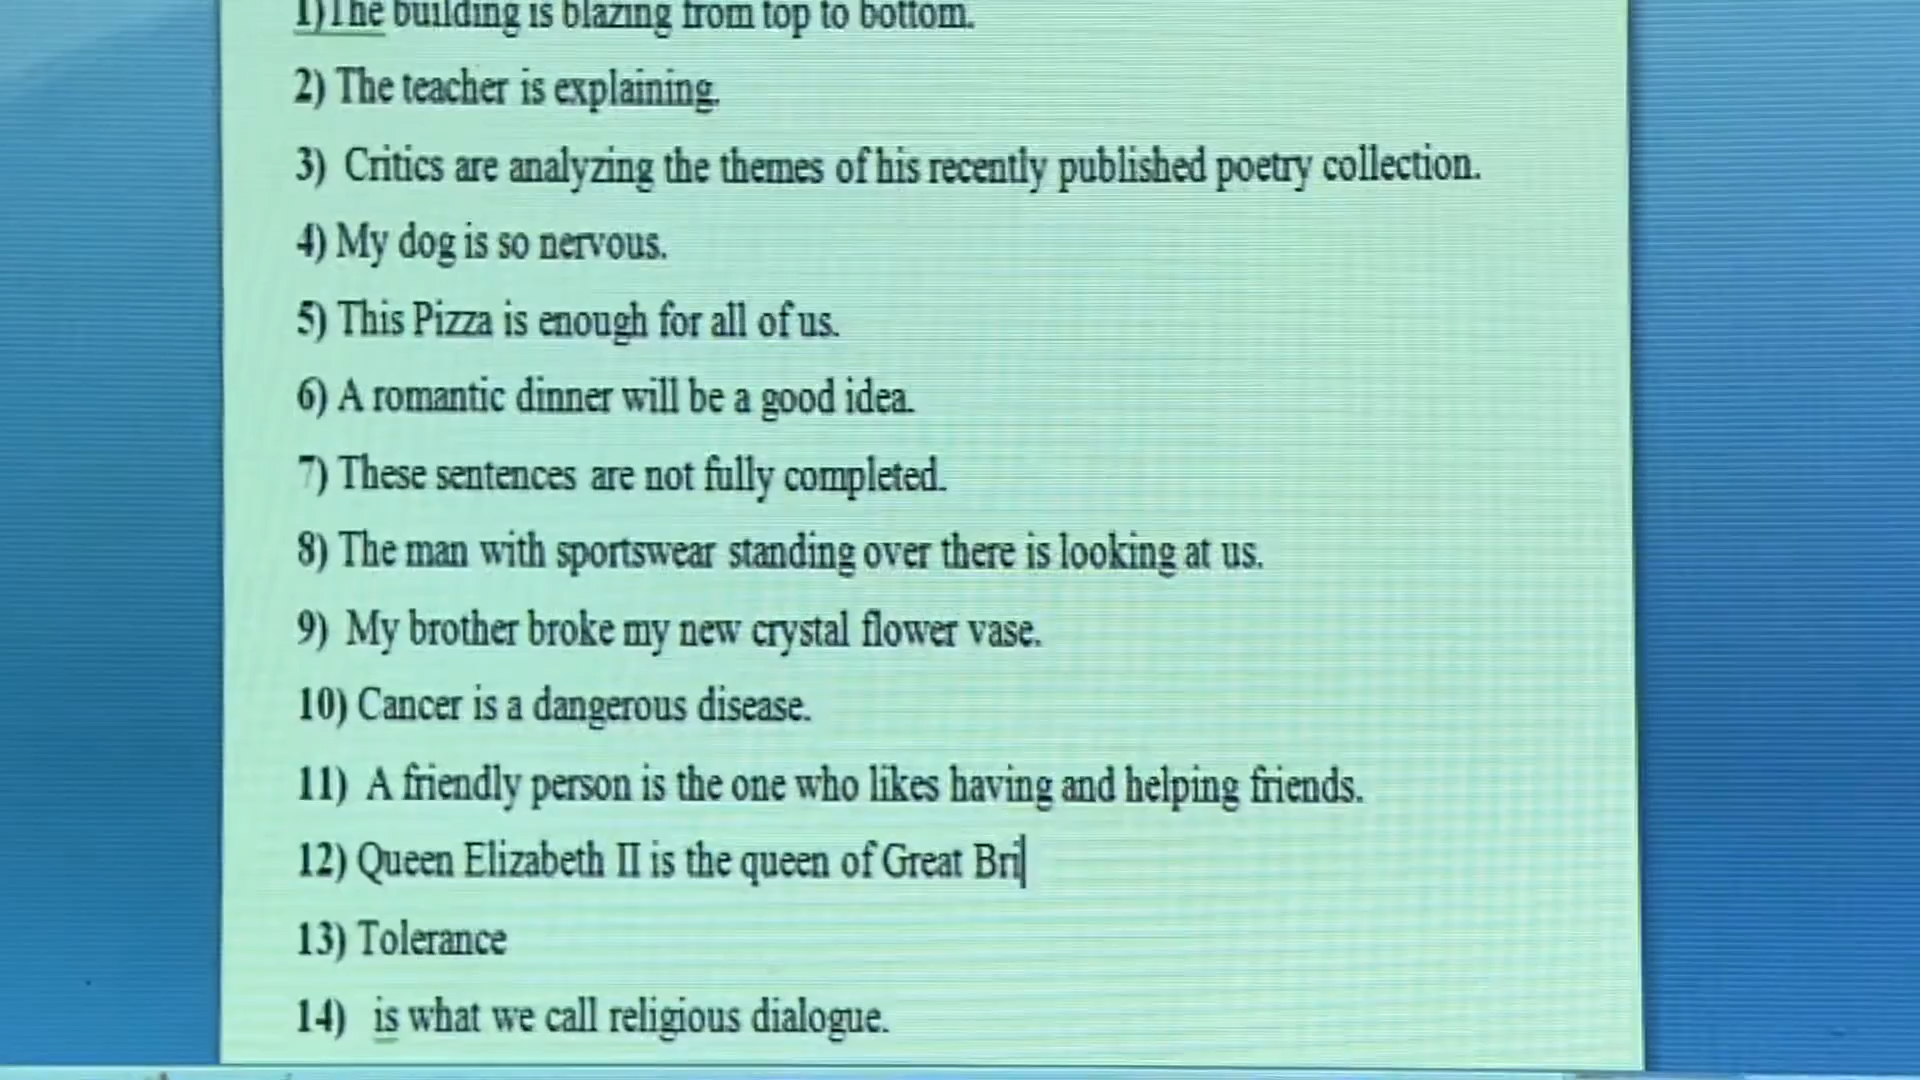 1)The building is blazing from top to bottom.
2) The teacher is explaining.
3) Critics are analyzing the themes of his recently published poetry collection.
4) My dog is so nervous.
5) This Pizza is enough for all of us.
6) A romantic dinner will be a good idea.
7) These sentences are not fully completed.
8) The man with sportswear standing over there is looking at us.
9) My brother broke my new crystal flower vase.
10) Cancer is a dangerous disease.
11) A friendly person is the one who likes having and helping friends.
12) Queen Elizabeth II is the queen of Great Bri
13) Tolerance
14) is what we call religious dialogue.